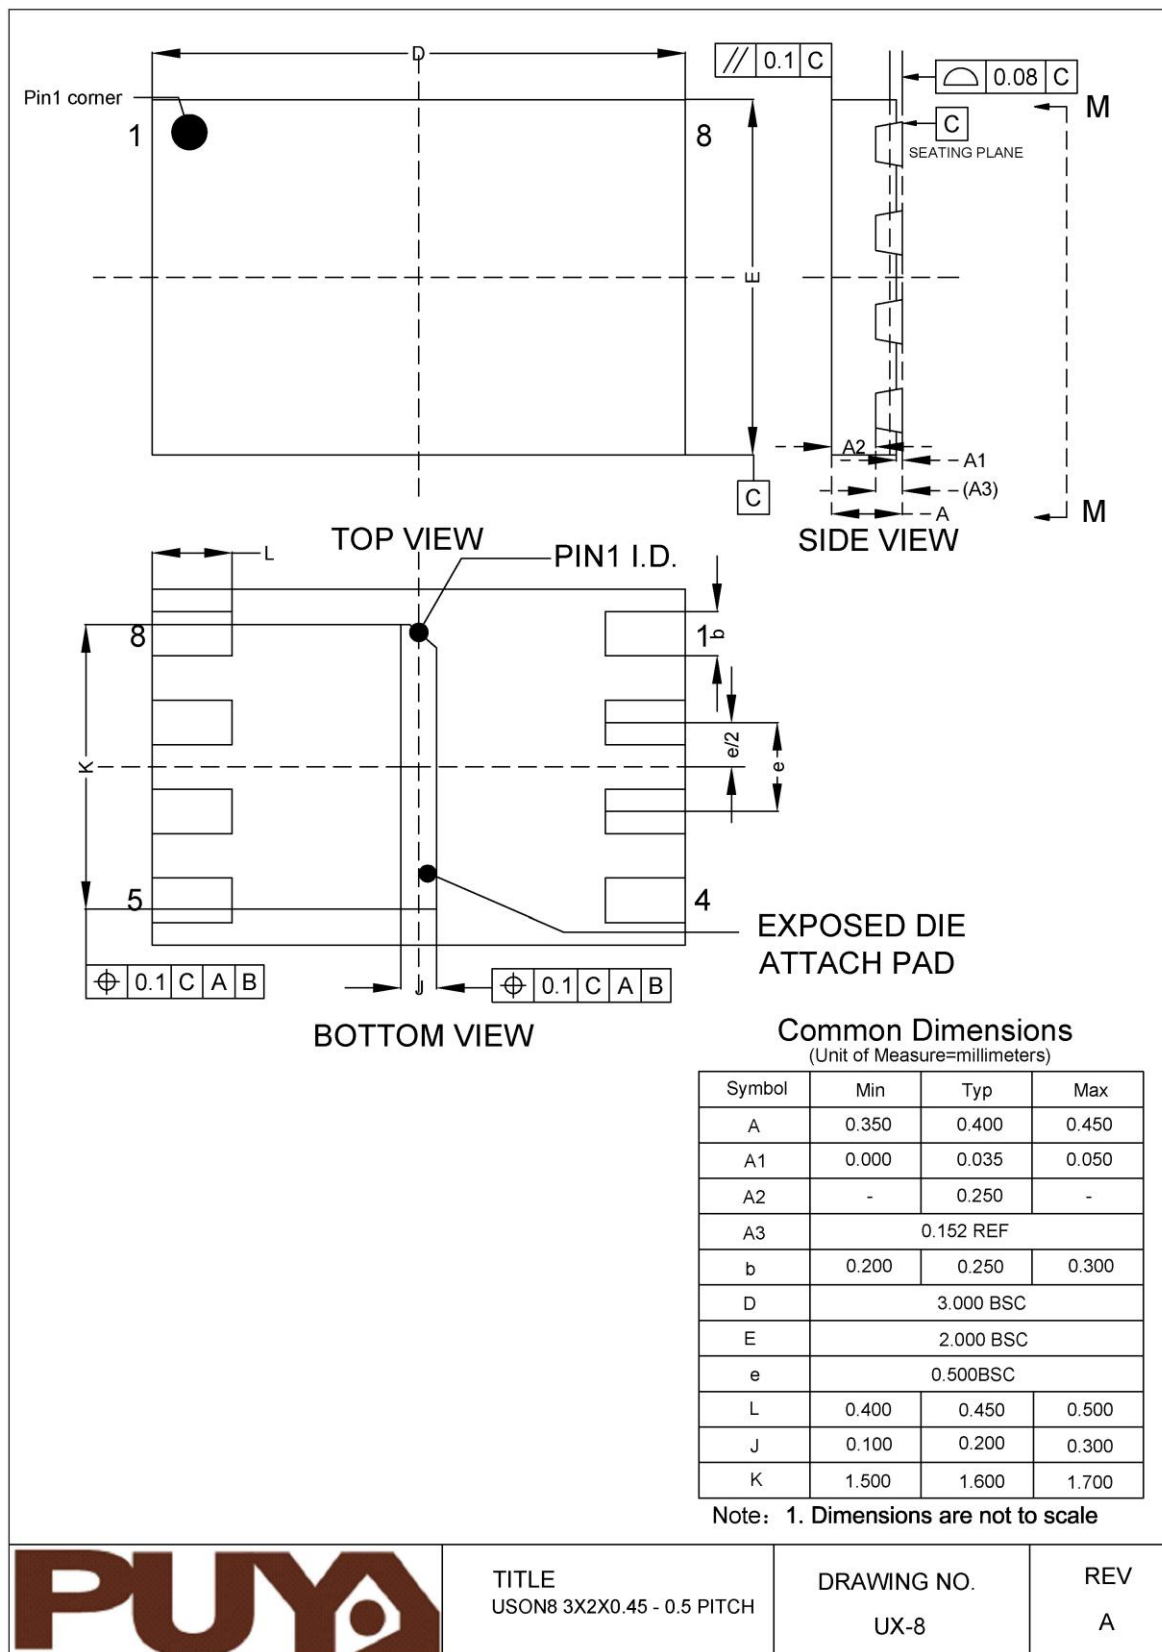 D
// 0.1 C
0.08 C
Pin1 corner
M
1
8
C
SEATING PLANE
E
A2
A1
(A3)
C
A
M
TOP VIEW
SIDE VIEW
L
PIN1 I.D.
8
1
b
e/2
K
e
5
4
EXPOSED DIE
ATTACH PAD
⌖ 0.1 C A B
J
⌖ 0.1 C A B
BOTTOM VIEW
Common Dimensions
(Unit of Measure=millimeters)
Symbol Min Typ Max
A 0.350 0.400 0.450
A1 0.000 0.035 0.050
A2 - 0.250 -
A3 0.152 REF
b 0.200 0.250 0.300
D 3.000 BSC
E 2.000 BSC
e 0.500BSC
L 0.400 0.450 0.500
J 0.100 0.200 0.300
K 1.500 1.600 1.700
Note: 1. Dimensions are not to scale
PUYA
TITLE
USON8 3X2X0.45 - 0.5 PITCH
DRAWING NO.
UX-8
REV
A